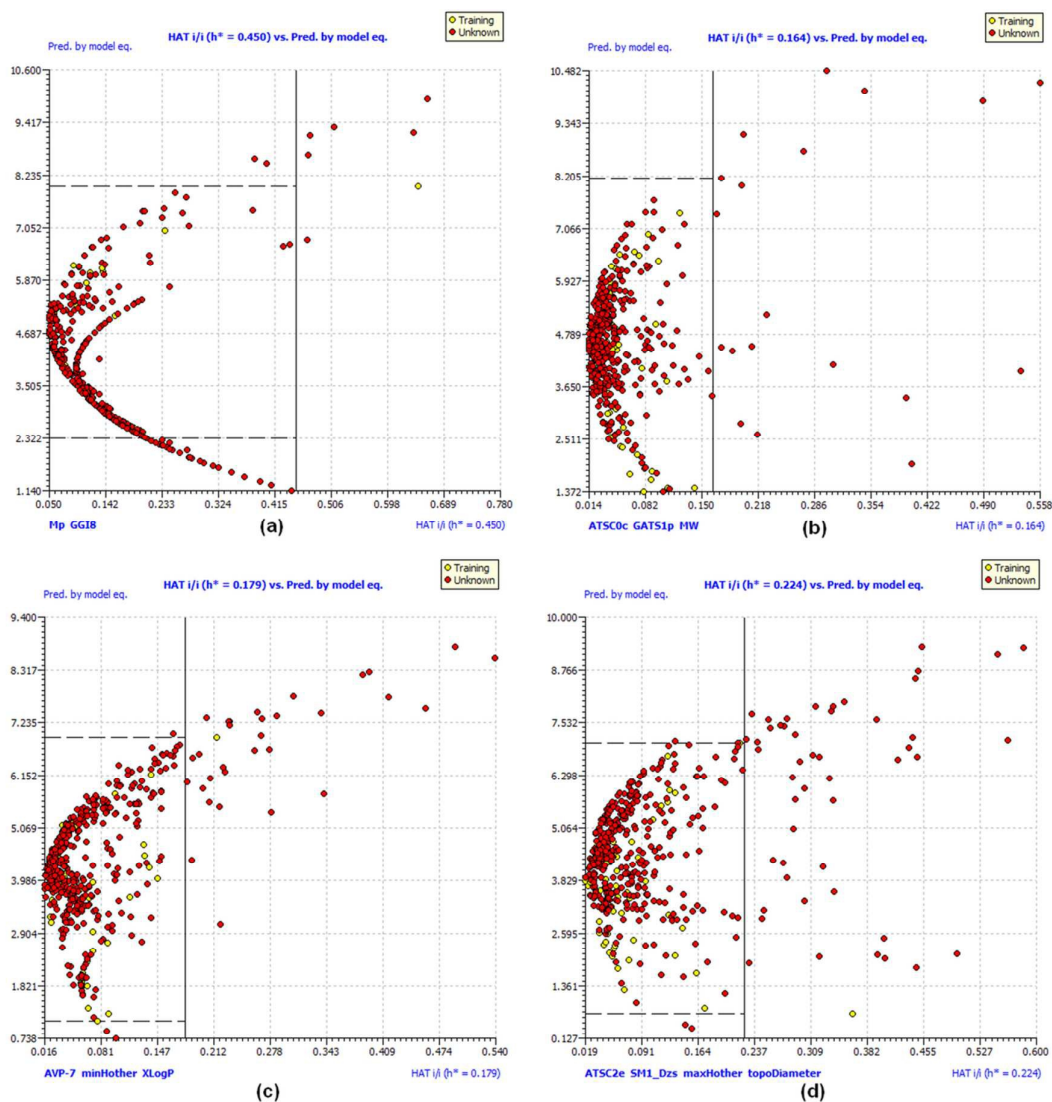 HAT i/i (h* = 0.450) vs. Pred. by model eq.
Training
Unknown
Pred. by model eq.
10.600
9.417
8.235
7.052
5.870
4.687
3.505
2.322
1.140
0.050 0.142 0.233 0.324 0.415 0.506 0.598 0.689 0.780
Mp GGI8
(a)
HAT i/i (h* = 0.450)
HAT i/i (h* = 0.164) vs. Pred. by model eq.
Training
Unknown
Pred. by model eq.
10.482
9.343
8.205
7.066
5.927
4.789
3.650
2.511
1.372
0.014 0.082 0.150 0.218 0.286 0.354 0.422 0.490 0.558
ATSC0c GATS1p MW
(b)
HAT i/i (h* = 0.164)
HAT i/i (h* = 0.179) vs. Pred. by model eq.
Training
Unknown
Pred. by model eq.
9.400
8.317
7.235
6.152
5.069
3.986
2.904
1.821
0.738
0.016 0.081 0.147 0.212 0.278 0.343 0.409 0.474 0.540
AVP-7 minHother XLogP
(c)
HAT i/i (h* = 0.179)
HAT i/i (h* = 0.224) vs. Pred. by model eq.
Training
Unknown
Pred. by model eq.
10.000
8.766
7.532
6.298
5.064
3.829
2.595
1.361
0.127
0.019 0.091 0.164 0.237 0.309 0.382 0.455 0.527 0.600
ATSC2e SM1_Dzs maxHother topoDiameter
(d)
HAT i/i (h* = 0.224)